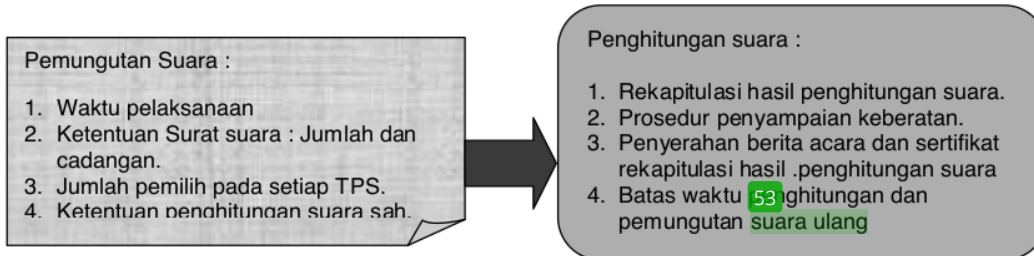 Pemungutan Suara :
1. Waktu pelaksanaan
2. Ketentuan Surat suara : Jumlah dan
cadangan.
3. Jumlah pemilih pada setiap TPS.
4. Ketentuan penghitungan suara sah.
Penghitungan suara :
1. Rekapitulasi hasil penghitungan suara.
2. Prosedur penyampaian keberatan.
3. Penyerahan berita acara dan sertifikat
rekapitulasi hasil .penghitungan suara
4. Batas waktu penghitungan dan
53
pemungutan suara ulang